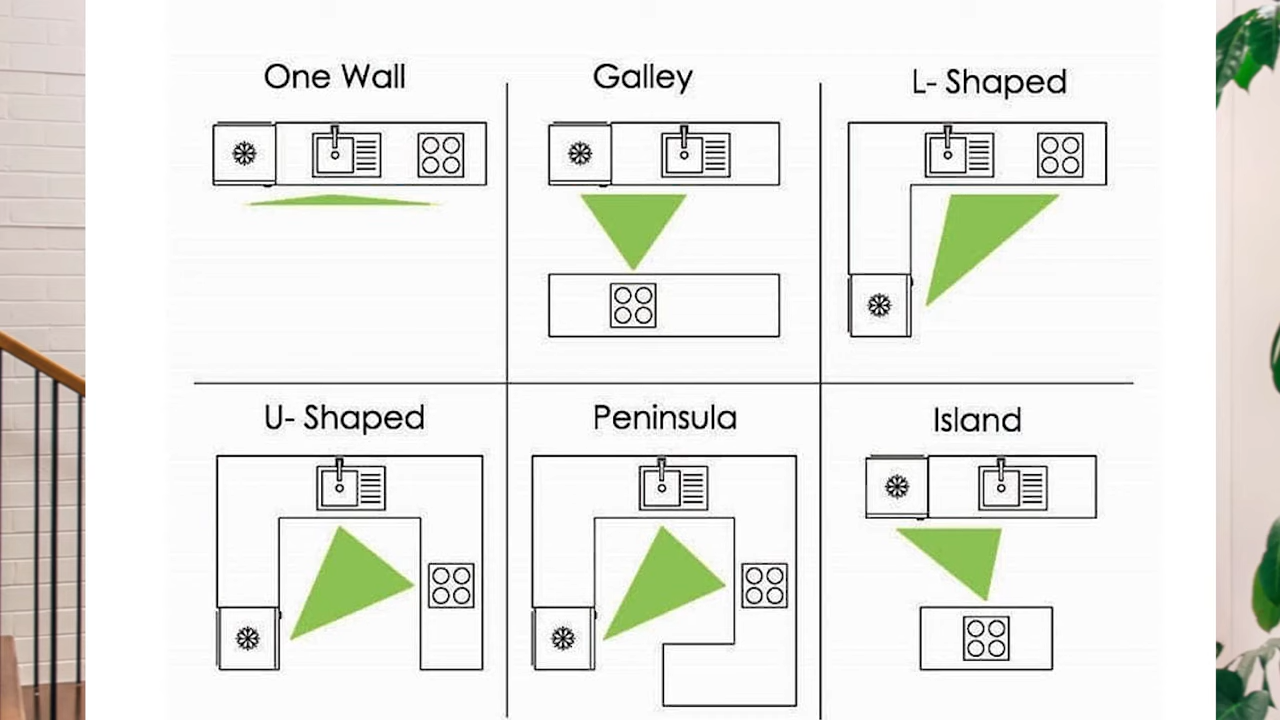 One Wall
Galley
L- Shaped
U- Shaped
Peninsula
Island